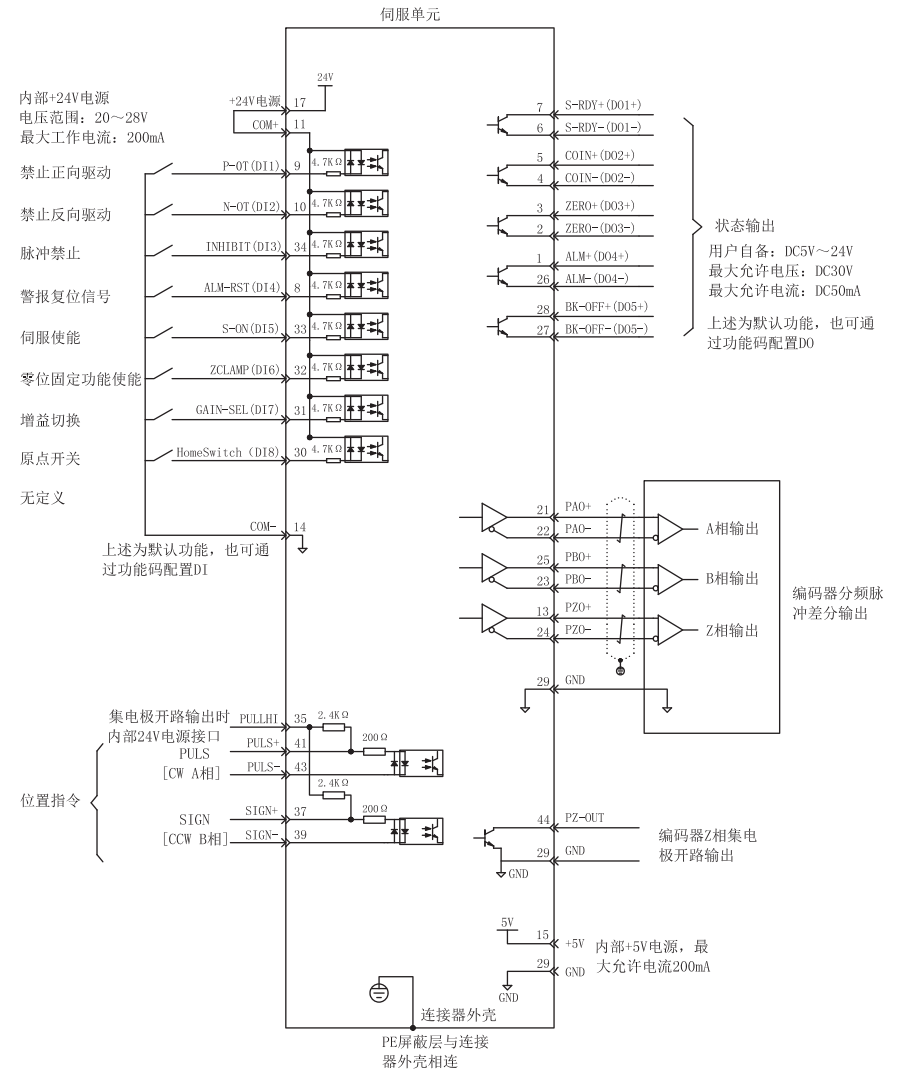 伺服单元
24V
内部+24V电源
电压范围：20～28V
最大工作电流：200mA
+24V电源 17
COM+ 11
禁止正向驱动
P-OT(DI1) 9 4.7KΩ
禁止反向驱动
N-OT(DI2) 10 4.7KΩ
脉冲禁止
INHIBIT(DI3) 34 4.7KΩ
警报复位信号
ALM-RST(DI4) 8 4.7KΩ
伺服使能
S-ON(DI5) 33 4.7KΩ
零位固定功能使能
ZCLAMP(DI6) 32 4.7KΩ
增益切换
GAIN-SEL(DI7) 31 4.7KΩ
原点开关
HomeSwitch (DI8) 30 4.7KΩ
无定义
COM- 14
上述为默认功能，也可通
过功能码配置DI
7 S-RDY+(DO1+)
6 S-RDY-(DO1-)
5 COIN+(DO2+)
4 COIN-(DO2-)
3 ZERO+(DO3+)
2 ZERO-(DO3-)
1 ALM+(DO4+)
26 ALM-(DO4-)
28 BK-OFF+(DO5+)
27 BK-OFF-(DO5-)
状态输出
用户自备：DC5V～24V
最大允许电压：DC30V
最大允许电流：DC50mA
上述为默认功能，也可通
过功能码配置DO
21 PAO+
22 PAO-
A相输出
25 PBO+
23 PBO-
B相输出
13 PZO+
24 PZO-
Z相输出
编码器分频脉
冲差分输出
29 GND
集电极开路输出时
内部24V电源接口
PULLHI 35 2.4KΩ
PULS
[CW A相]
PULS+ 41 200Ω
PULS- 43
2.4KΩ
位置指令
SIGN
[CCW B相]
SIGN+ 37 200Ω
SIGN- 39
44 PZ-OUT
29 GND
GND
编码器Z相集电
极开路输出
5V
15 +5V
29 GND
GND
内部+5V电源，最
大允许电流200mA
连接器外壳
PE屏蔽层与连接
器外壳相连